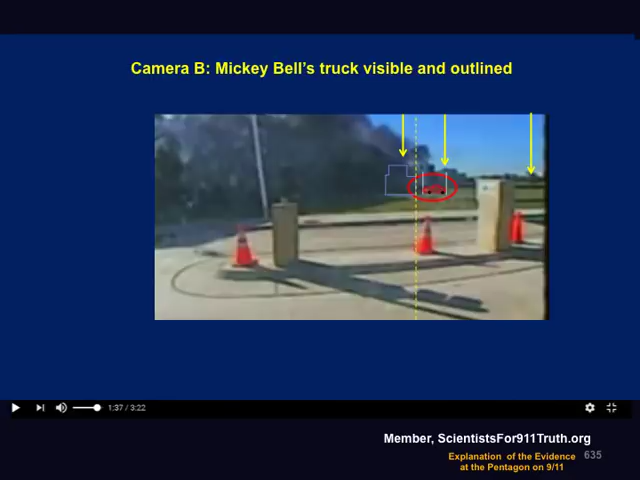 Camera B: Mickey Bell's truck visible and outlined
1:37 / 3:22
Member, ScientistsFor911Truth.org
Explanation of the Evidence 635
at the Pentagon on 9/11